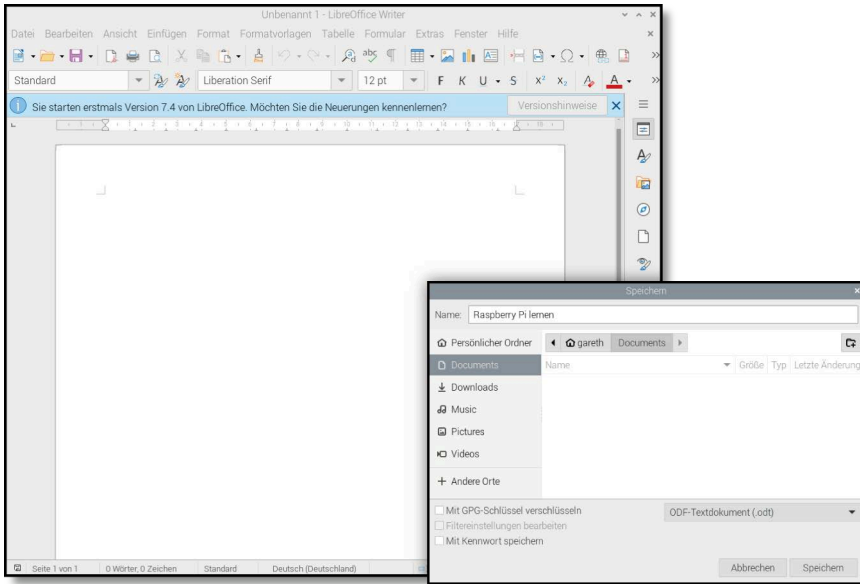 Unbenannt 1 - LibreOffice Writer
Datei Bearbeiten Ansicht Einfügen Format Formatvorlagen Tabelle Formular Extras Fenster Hilfe
Standard Liberation Serif 12 pt F K U S X² X₂ A A
Sie starten erstmals Version 7.4 von LibreOffice. Möchten Sie die Neuerungen kennenlernen? Versionshinweise
Seite 1 von 1 0 Wörter, 0 Zeichen Standard Deutsch (Deutschland)
Speichern
Name: Raspberry Pi lernen
Persönlicher Ordner gareth Documents
Documents Name Größe Typ Letzte Änderung
Downloads
Music
Pictures
Videos
Andere Orte
Mit GPG-Schlüssel verschlüsseln ODF-Textdokument (.odt)
Filtereinstellungen bearbeiten
Mit Kennwort speichern
Abbrechen Speichern